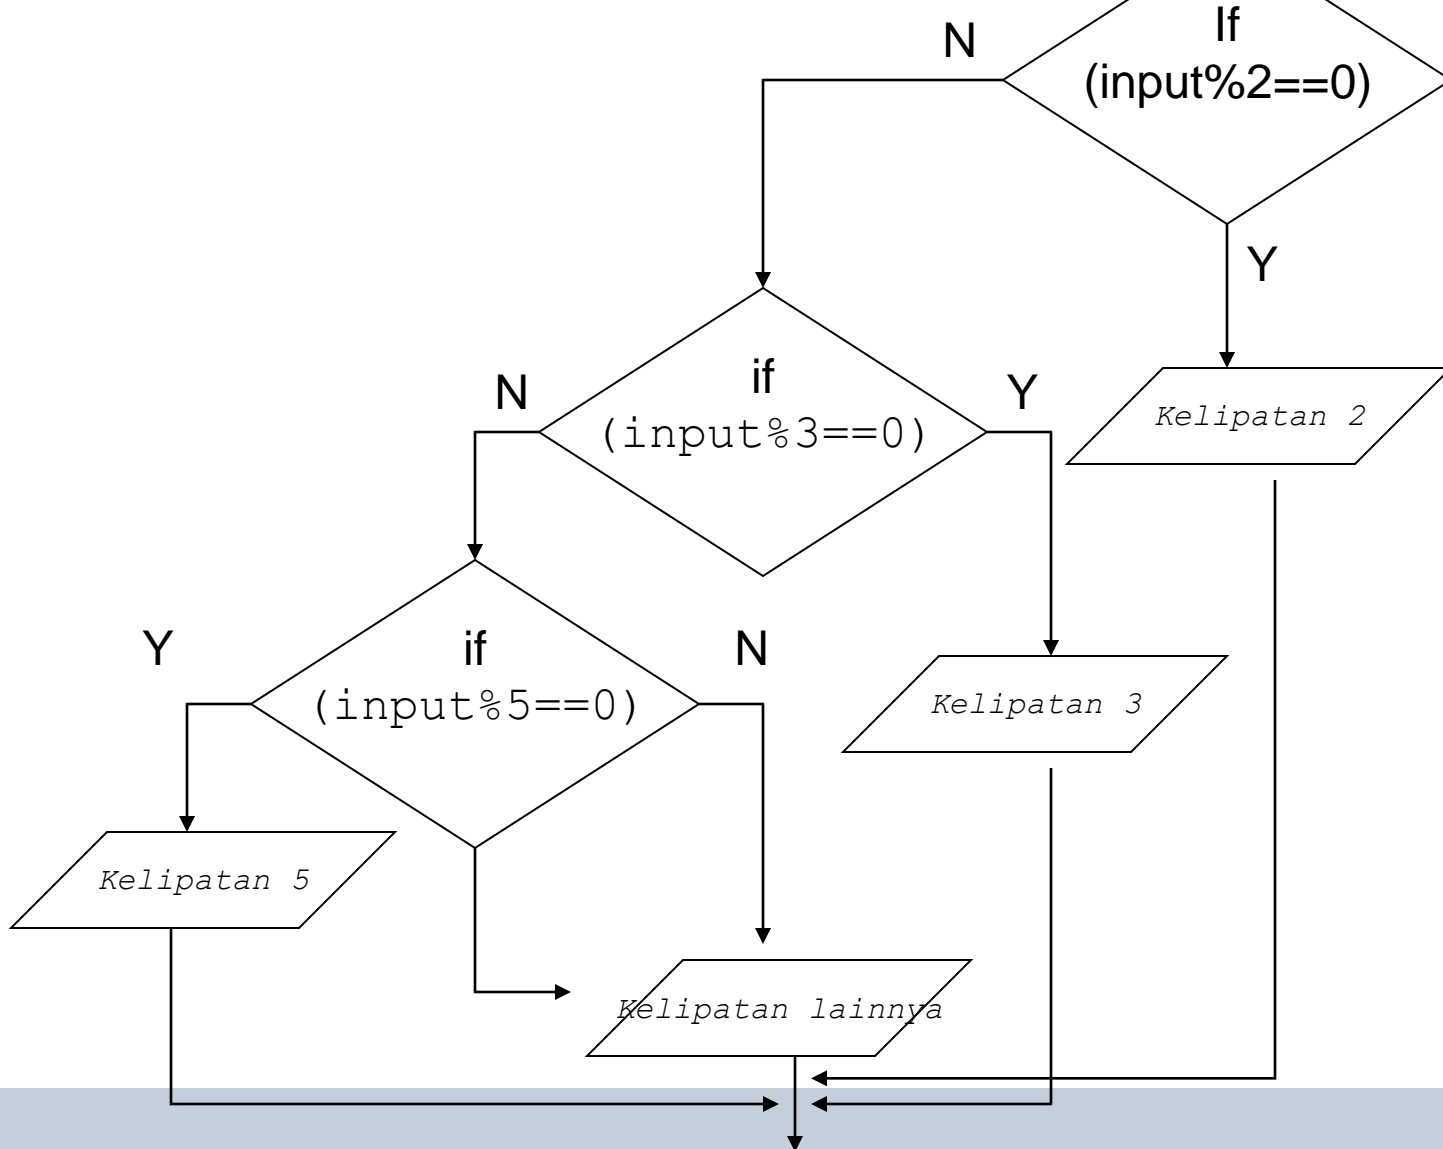 If
N
(input%2==0)
Y
if
N
Y
(input%3==0)
Kelipatan 2
Y
if
N
(input%5==0)
Kelipatan 3
Kelipatan 5
Kelipatan lainnya